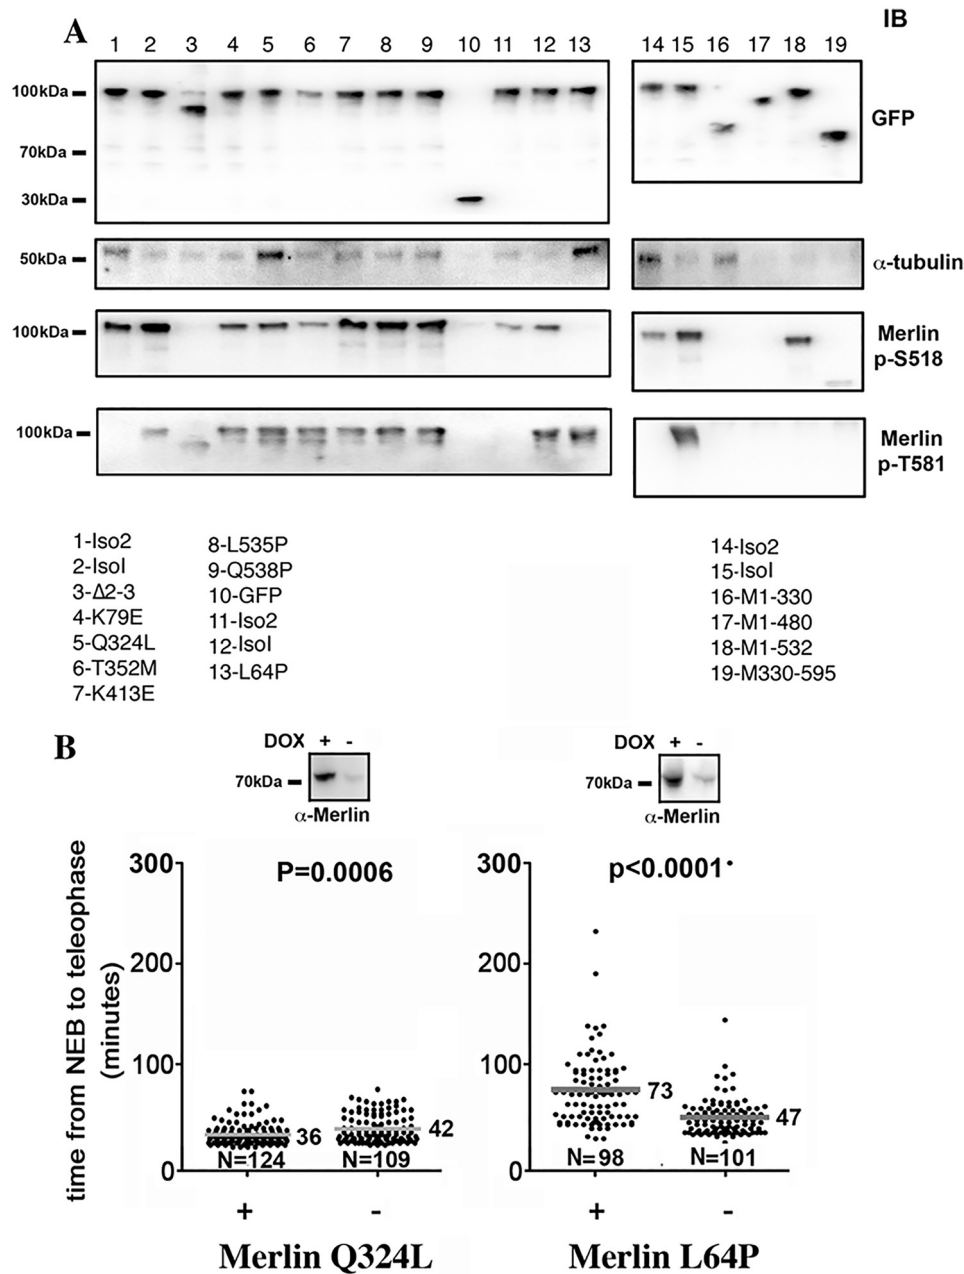 A
IB
1 2 3 4 5 6 7 8 9 10 11 12 13 14 15 16 17 18 19
100kDa
GFP
70kDa
30kDa
50kDa
α-tubulin
100kDa
Merlin
p-S518
100kDa
Merlin
p-T581
1-Iso2
2-IsoI
3-Δ2-3
4-K79E
5-Q324L
6-T352M
7-K413E
8-L535P
9-Q538P
10-GFP
11-Iso2
12-IsoI
13-L64P
14-Iso2
15-IsoI
16-M1-330
17-M1-480
18-M1-532
19-M330-595
B
DOX + -
70kDa
α-Merlin
DOX + -
70kDa
α-Merlin
time from NEB to teleophase
(minutes)
300
200
100
0
P=0.0006
36
42
N=124
N=109
+ -
Merlin Q324L
300
200
100
0
p<0.0001
73
47
N=98
N=101
+ -
Merlin L64P